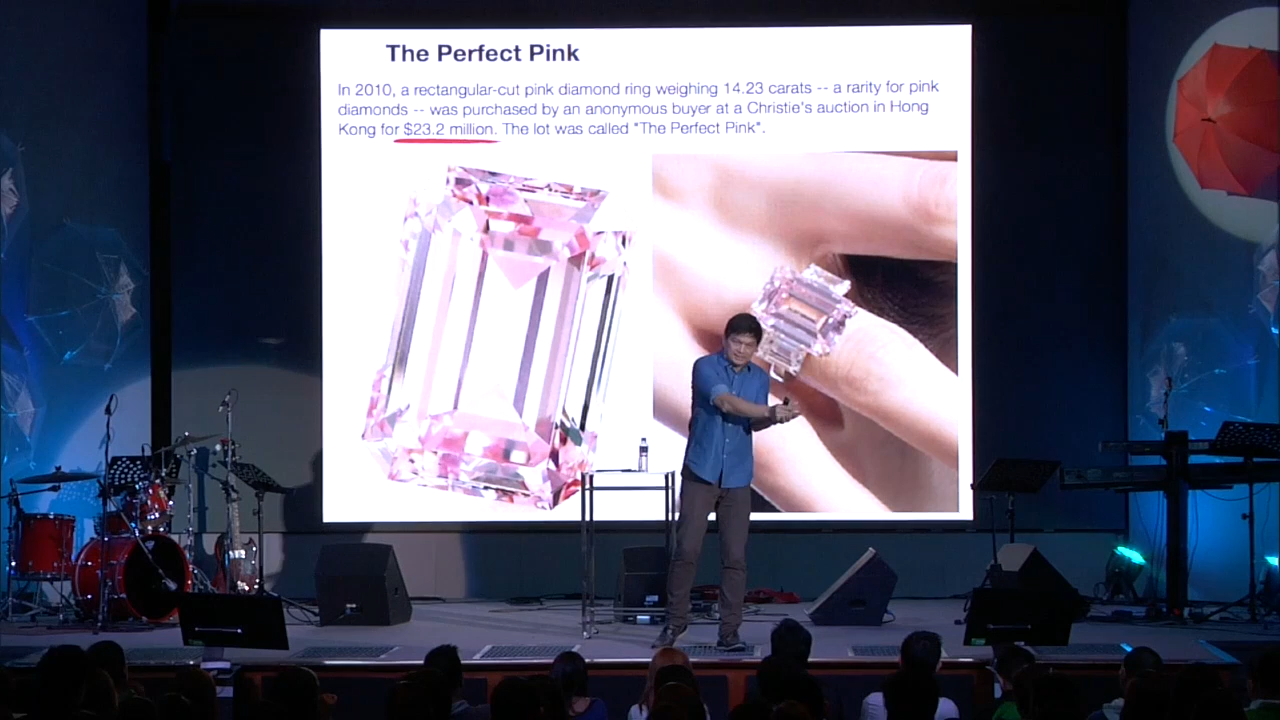 The Perfect Pink
In 2010, a rectangular-cut pink diamond ring weighing 14.23 carats -- a rarity for pink
diamonds -- was purchased by an anonymous buyer at a Christie's auction in Hong
Kong for $23.2 million. The lot was called "The Perfect Pink".